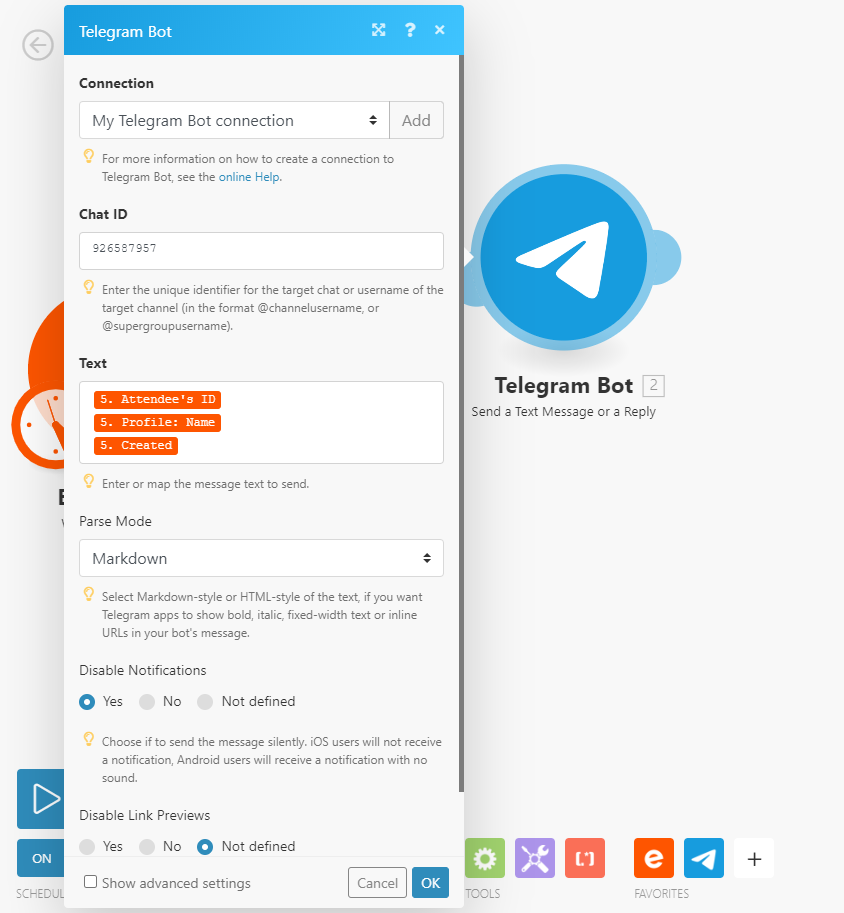 Telegram Bot
?
Connection
My Telegram Bot connection
Add
For more information on how to create a connection to
Telegram Bot, see the online Help.
Chat ID
926587957
Enter the unique identifier for the target chat or username of the
target channel (in the format @channelusername, or
@supergroupusername).
Text
5. Attendee's ID
5. Profile: Name
5. Created
Enter or map the message text to send.
Parse Mode
Markdown
Select Markdown-style or HTML-style of the text, if you want
Telegram apps to show bold, italic, fixed-width text or inline
URLs in your bot's message.
Disable Notifications
Yes No Not defined
Choose if to send the message silently. iOS users will not receive
a notification, Android users will receive a notification with no
sound.
Disable Link Previews
Yes No Not defined
Show advanced settings
Cancel OK
Telegram Bot 2
Send a Text Message or a Reply
ON
SCHEDUL
TOOLS
FAVORITES